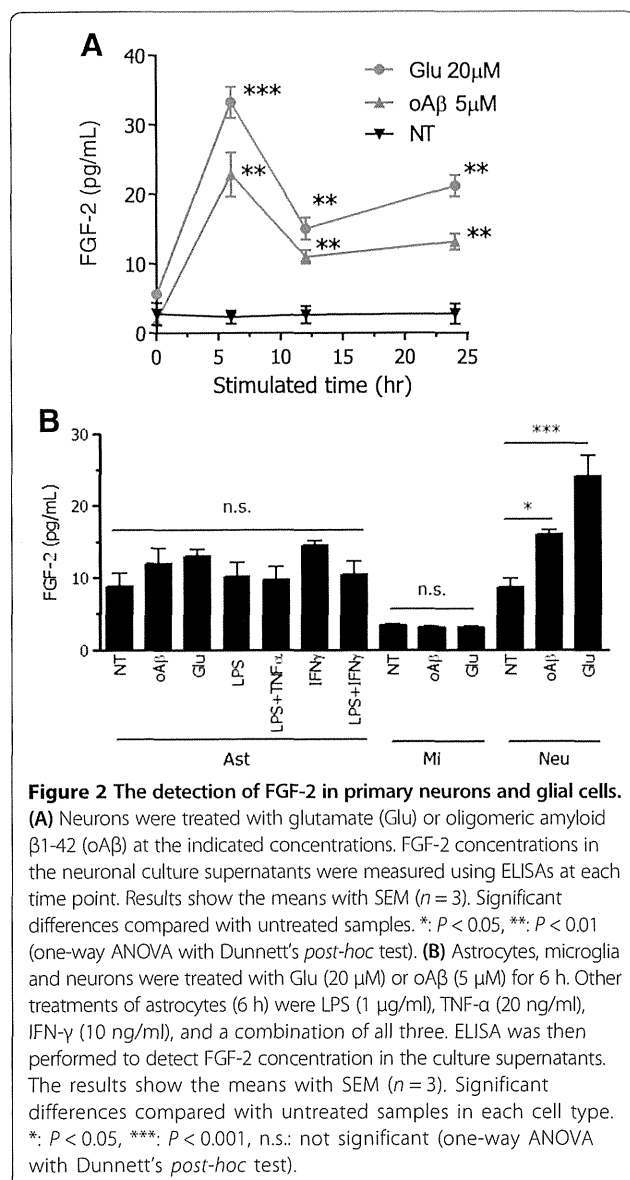 A
40
30
20
10
0
FGF-2 (pg/mL)
***
**
**
**
**
Glu 20μM
oAβ 5μM
NT
0 5 10 15 20 25
Stimulated time (hr)
B
30
20
10
0
FGF-2 (pg/mL)
n.s.
n.s.
*
***
NT oAβ Glu LPS LPS+TNFα IFNγ LPS+IFNγ NT oAβ Glu NT oAβ Glu
Ast Mi Neu
Figure 2 The detection of FGF-2 in primary neurons and glial cells.
(A) Neurons were treated with glutamate (Glu) or oligomeric amyloid
β1-42 (oAβ) at the indicated concentrations. FGF-2 concentrations in
the neuronal culture supernatants were measured using ELISAs at each
time point. Results show the means with SEM (n = 3). Significant
differences compared with untreated samples. *: P < 0.05, **: P < 0.01
(one-way ANOVA with Dunnett's post-hoc test). (B) Astrocytes, microglia
and neurons were treated with Glu (20 μM) or oAβ (5 μM) for 6 h. Other
treatments of astrocytes (6 h) were LPS (1 μg/ml), TNF-α (20 ng/ml),
IFN-γ (10 ng/ml), and a combination of all three. ELISA was then
performed to detect FGF-2 concentration in the culture supernatants.
The results show the means with SEM (n = 3). Significant
differences compared with untreated samples in each cell type.
*: P < 0.05, ***: P < 0.001, n.s.: not significant (one-way ANOVA
with Dunnett's post-hoc test).